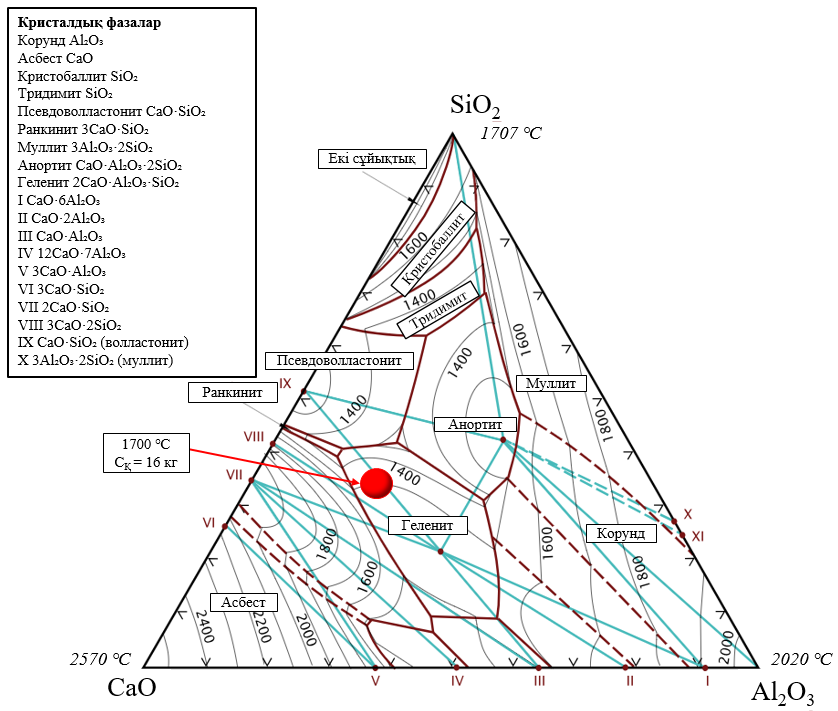 Кристалдық фазалар
Корунд Al₂O₃
Асбест CaO
Кристобаллит SiO₂
Тридимит SiO₂
Псевдоволластонит CaO·SiO₂
Ранкинит 3CaO·SiO₂
Муллит 3Al₂O₃·2SiO₂
Анортит CaO·Al₂O₃·2SiO₂
Геленит 2CaO·Al₂O₃·SiO₂
I CaO·6Al₂O₃
II CaO·2Al₂O₃
III CaO·Al₂O₃
IV 12CaO·7Al₂O₃
V 3CaO·Al₂O₃
VI 3CaO·SiO₂
VII 2CaO·SiO₂
VIII 3CaO·2SiO₂
IX CaO·SiO₂ (волластонит)
X 3Al₂O₃·2SiO₂ (муллит)
SiO₂
1707 °C
Екі сұйықтық
1600
Кристобаллит
1400
Тридимит
1600
Псевдоволластонит
1400
Муллит
IX
Ранкинит
1400
1800
Анортит
VIII
1700 °C
Cқ = 16 кг
1400
VII
X
VI
Геленит
XI
Корунд
1800
1600
1600
1800
Асбест
2400
2200
2000
2000
2570 °C
2020 °C
CaO
V
IV
III
II
I
Al₂O₃